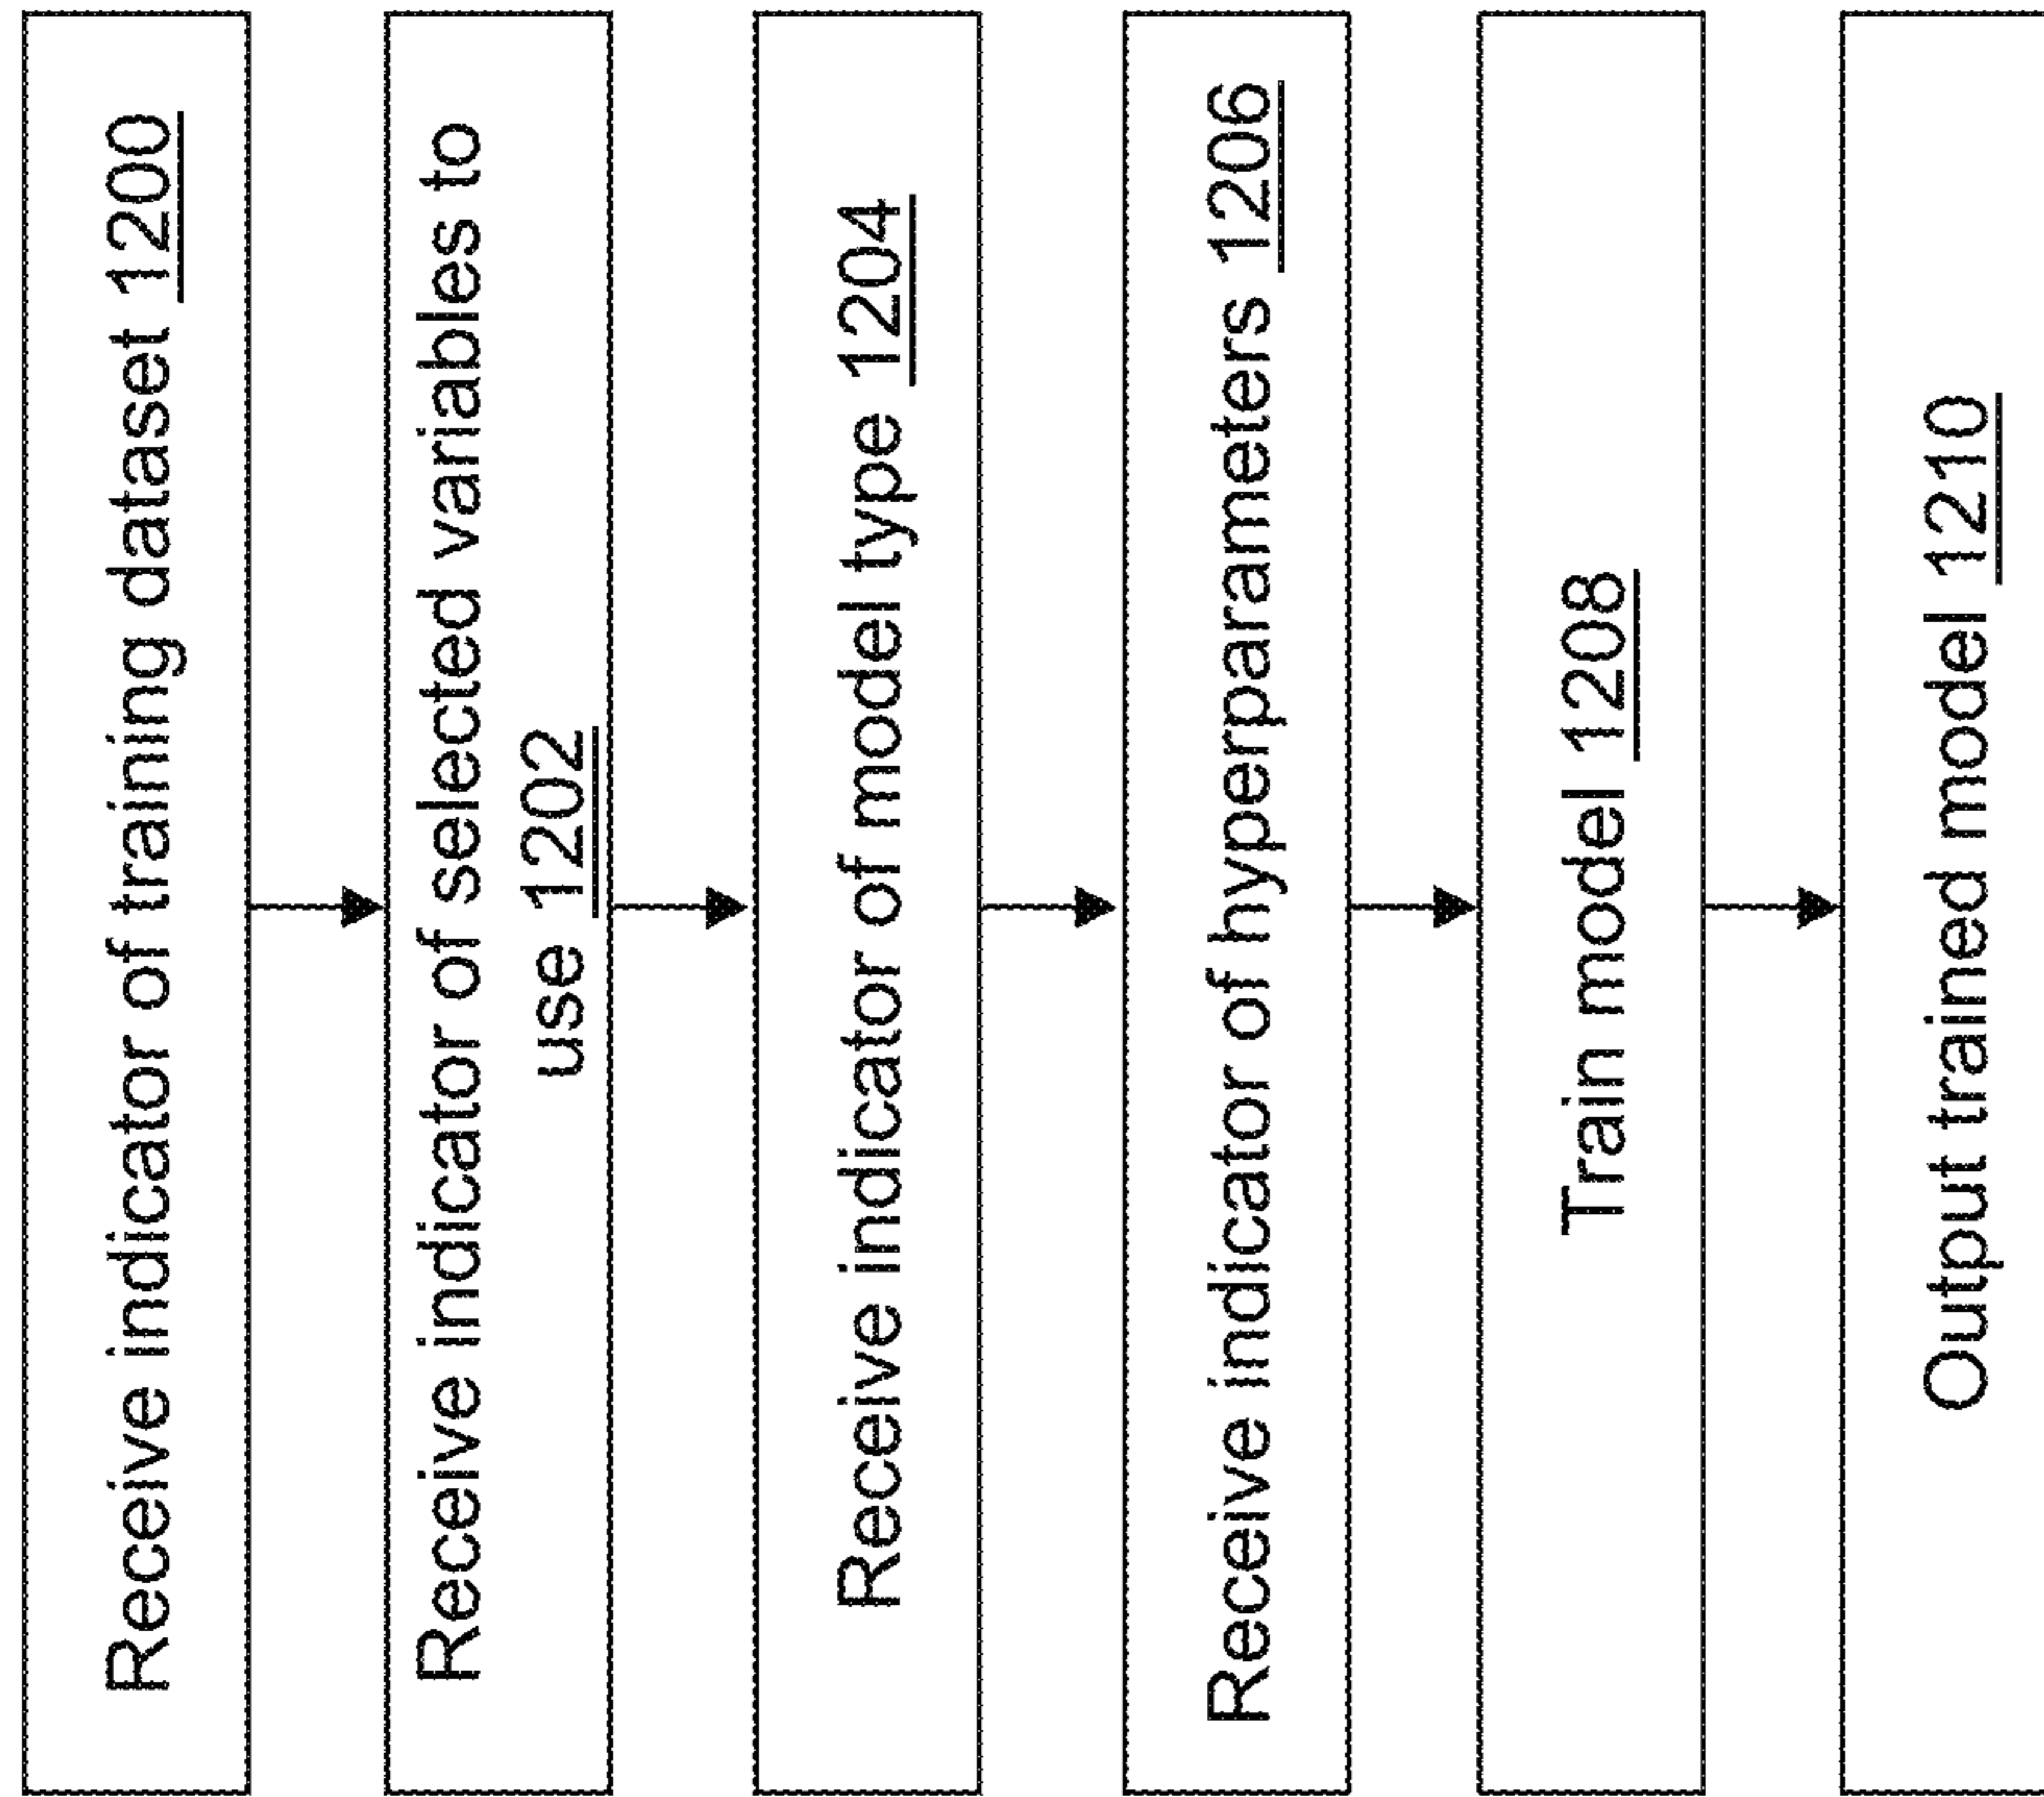 Receive indicator of training dataset 1200
Receive indicator of selected variables to
use 1202
Receive indicator of model type 1204
Receive indicator of hyperparameters 1206
Train model 1208
Output trained model 1210